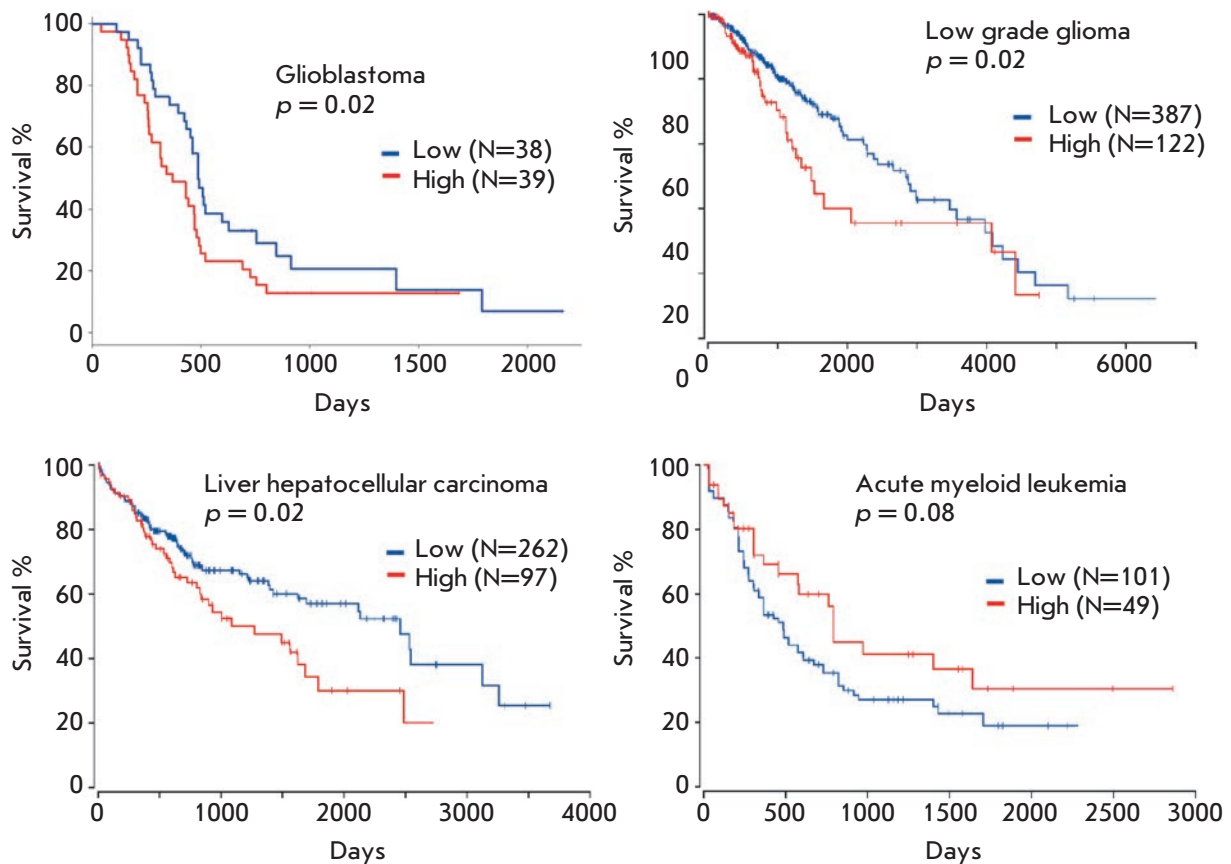 Glioblastoma
p = 0.02
Low (N=38)
High (N=39)
Survival %
100
80
60
40
20
0
0 500 1000 1500 2000
Days
Low grade glioma
p = 0.02
Low (N=387)
High (N=122)
Survival %
100
80
60
40
20
0
0 2000 4000 6000
Days
Liver hepatocellular carcinoma
p = 0.02
Low (N=262)
High (N=97)
Survival %
100
80
60
40
20
0
0 1000 2000 3000 4000
Days
Acute myeloid leukemia
p = 0.08
Low (N=101)
High (N=49)
Survival %
100
80
60
40
20
0
0 500 1000 1500 2000 2500 3000
Days